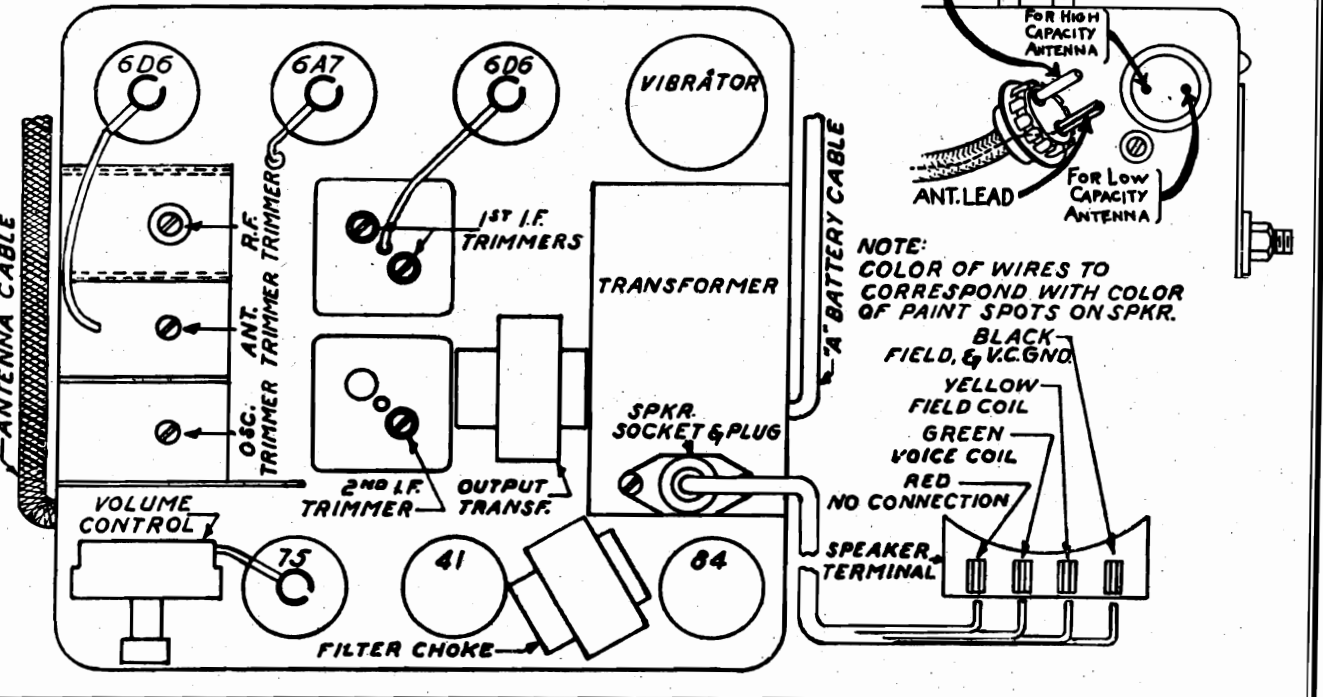 6D6
6A7
6D6
VIBRATOR
FOR HIGH
CAPACITY
ANTENNA
ANT. LEAD
FOR LOW
CAPACITY
ANTENNA
ANTENNA CABLE
R.F.
TRIMMER
ANT.
TRIMMER
OSC.
TRIMMER
1ST I.F.
TRIMMERS
TRANSFORMER
"A" BATTERY CABLE
NOTE:
COLOR OF WIRES TO
CORRESPOND WITH COLOR
OF PAINT SPOTS ON SPKR.
BLACK
FIELD, & V.C. GND.
YELLOW
FIELD COIL
GREEN
VOICE COIL
RED
NO CONNECTION
SPKR.
SOCKET & PLUG
2ND I.F.
TRIMMER
OUTPUT
TRANSF.
VOLUME
CONTROL
75
41
84
SPEAKER
TERMINAL
FILTER CHOKE